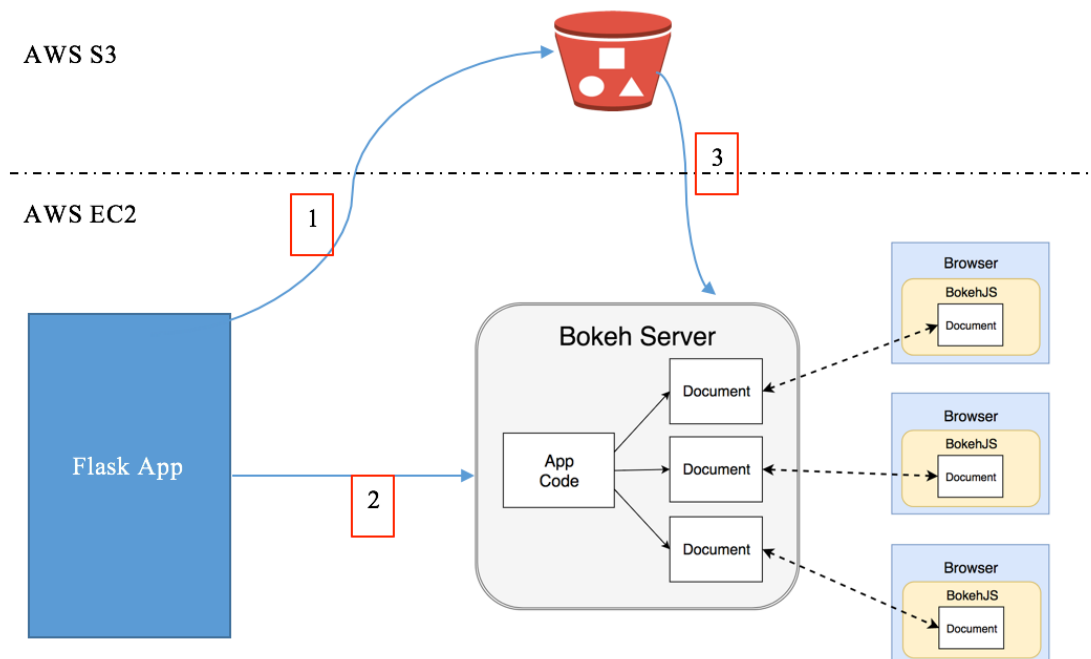 AWS S3
3
AWS EC2
1
Browser
BokehJS
Document
Bokeh Server
Document
App
Code
Document
Document
Browser
BokehJS
Document
Flask App
2
Browser
BokehJS
Document